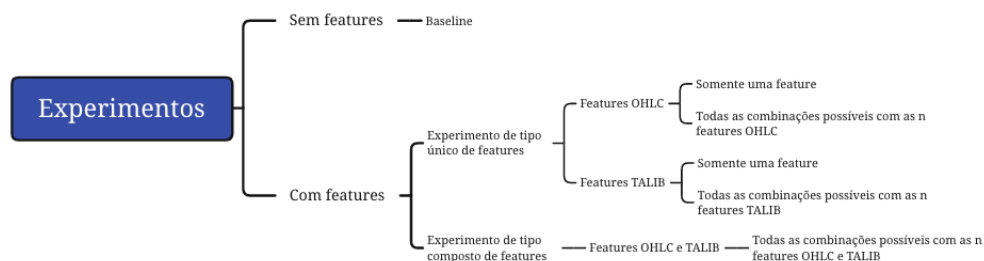 Experimentos
Sem features
Baseline
Com features
Experimento de tipo
único de features
Features OHLC
Somente uma feature
Todas as combinações possíveis com as n
features OHLC
Features TALIB
Somente uma feature
Todas as combinações possíveis com as n
features TALIB
Experimento de tipo
composto de features
Features OHLC e TALIB
Todas as combinações possíveis com as n
features OHLC e TALIB